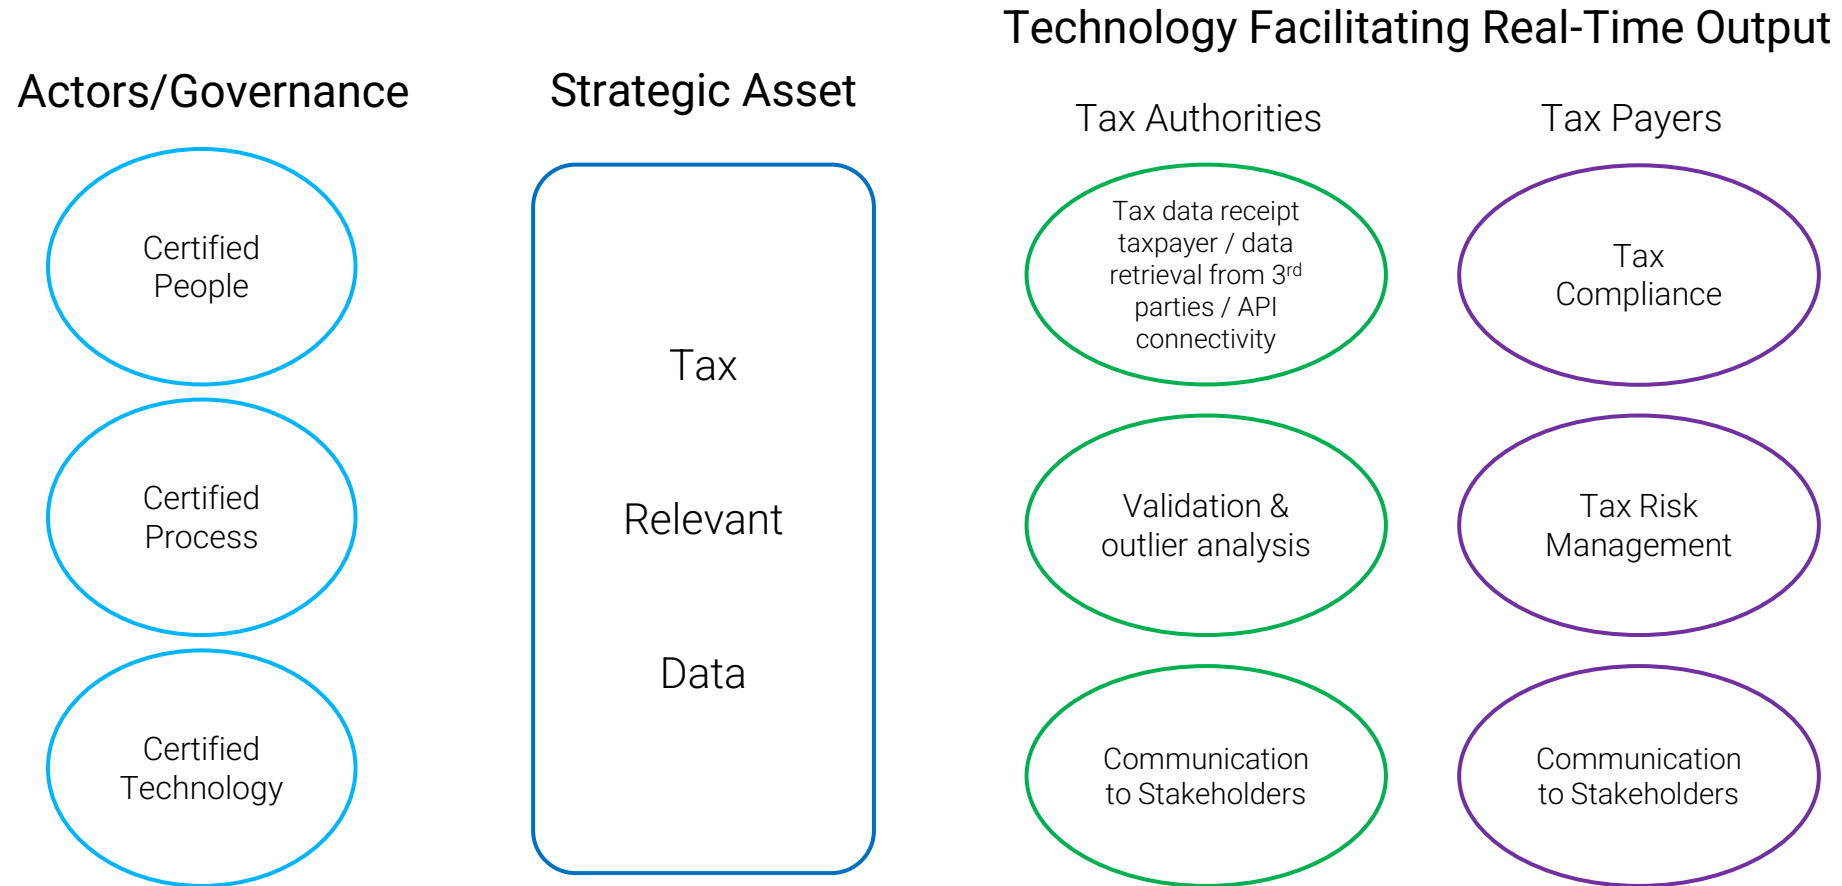 Technology Facilitating Real-Time Output
Actors/Governance
Strategic Asset
Tax Authorities
Tax Payers
Certified
People
Certified
Process
Certified
Technology
Tax
Relevant
Data
Tax data receipt
taxpayer / data
retrieval from 3rd
parties / API
connectivity
Validation &
outlier analysis
Communication
to Stakeholders
Tax
Compliance
Tax Risk
Management
Communication
to Stakeholders